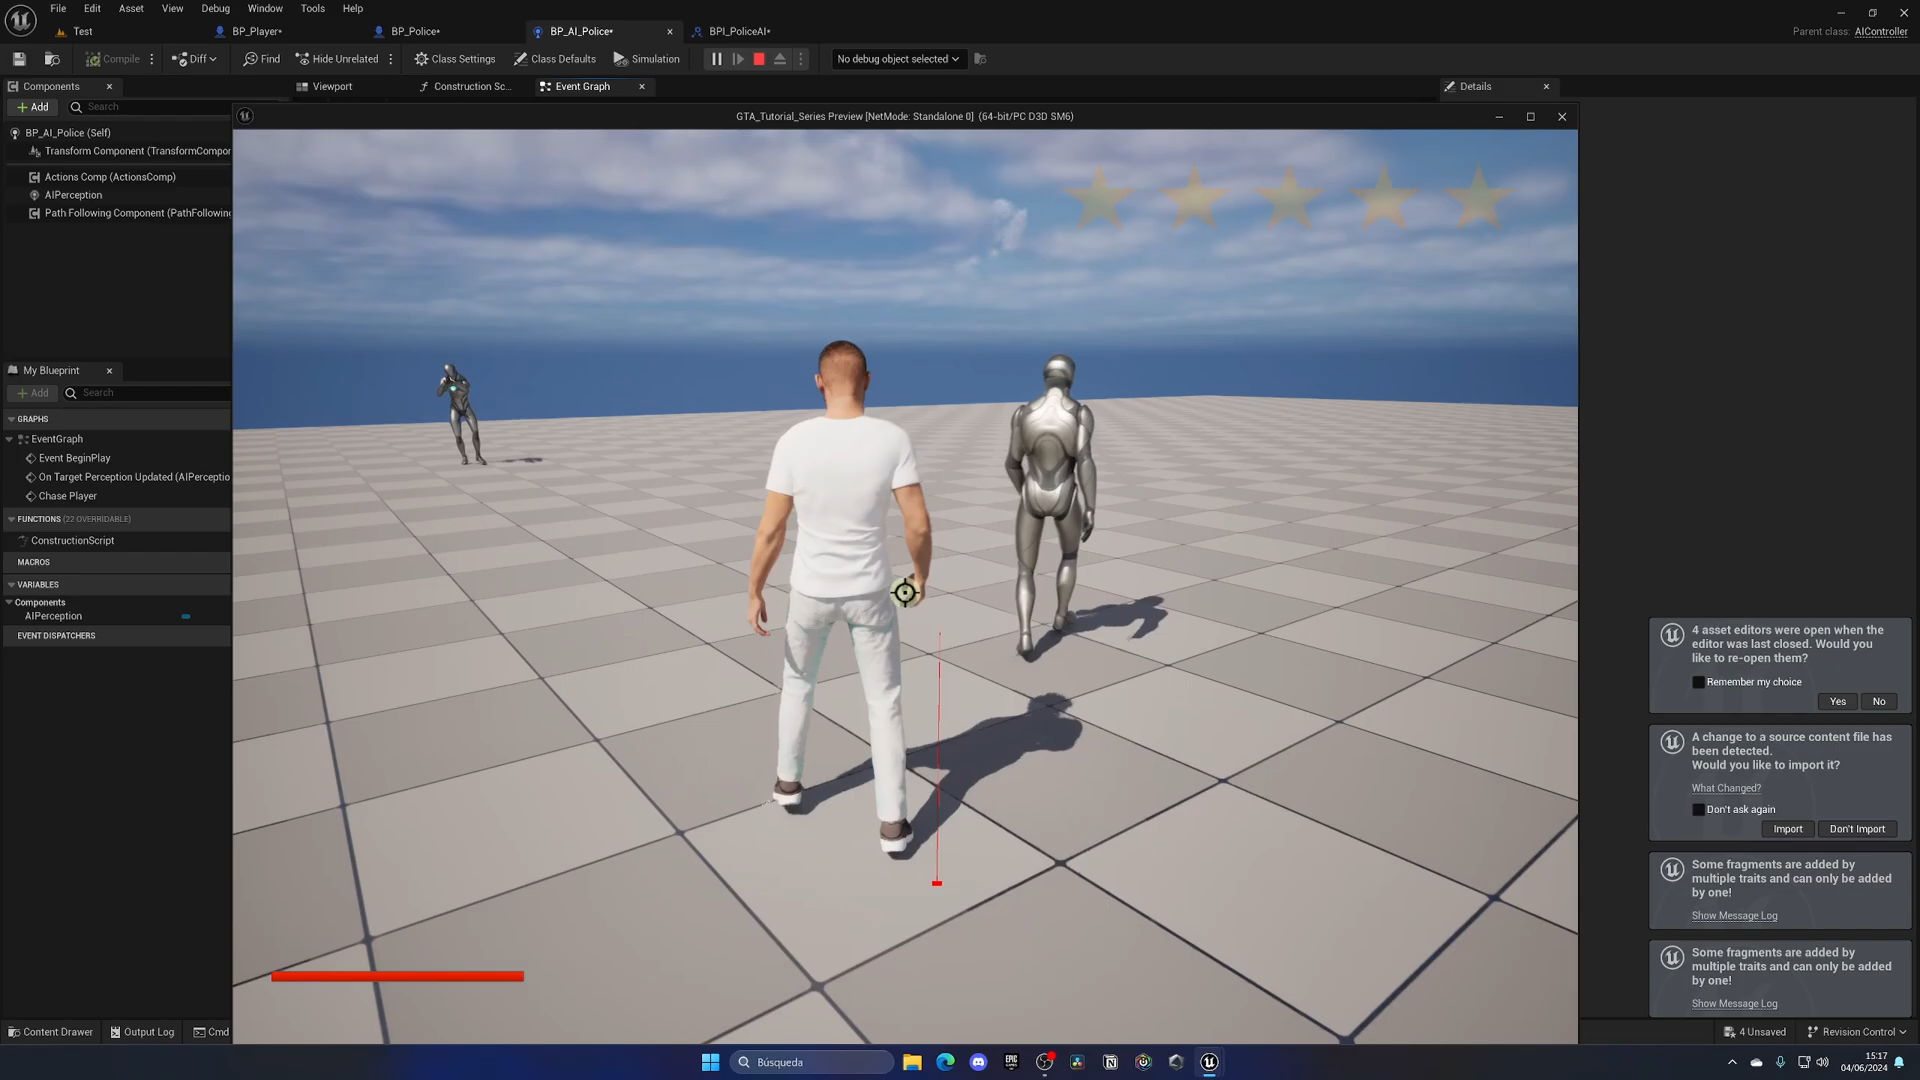 File Edit Asset View Debug Window Tools Help
Test BP_Player* BP_Police* BP_AI_Police* BPI_PoliceAI* Parent class: AIController
Compile Diff Find Hide Unrelated Class Settings Class Defaults Simulation No debug object selected
Components Viewport Construction Sc... Event Graph Details
Add Search
GTA_Tutorial_Series Preview [NetMode: Standalone 0] (64-bit/PC D3D SM6)
BP_AI_Police (Self)
Transform Component (TransformCompor
Actions Comp (ActionsComp)
AIPerception
Path Following Component (PathFollowing
My Blueprint
Add Search
GRAPHS
EventGraph
Event BeginPlay
On Target Perception Updated (AIPerceptio
Chase Player
FUNCTIONS (22 OVERRIDABLE)
ConstructionScript
MACROS
VARIABLES
Components
AIPerception
EVENT DISPATCHERS
4 asset editors were open when the
editor was last closed. Would you
like to re-open them?
Remember my choice
Yes No
A change to a source content file has
been detected.
Would you like to import it?
What Changed?
Don't ask again
Import Don't Import
Some fragments are added by
multiple traits and can only be added
by one!
Show Message Log
Some fragments are added by
multiple traits and can only be added
by one!
Show Message Log
Content Drawer Output Log Cmd 4 Unsaved Revision Control
Búsqueda
EPIC GAMES
15:17
04/06/2024